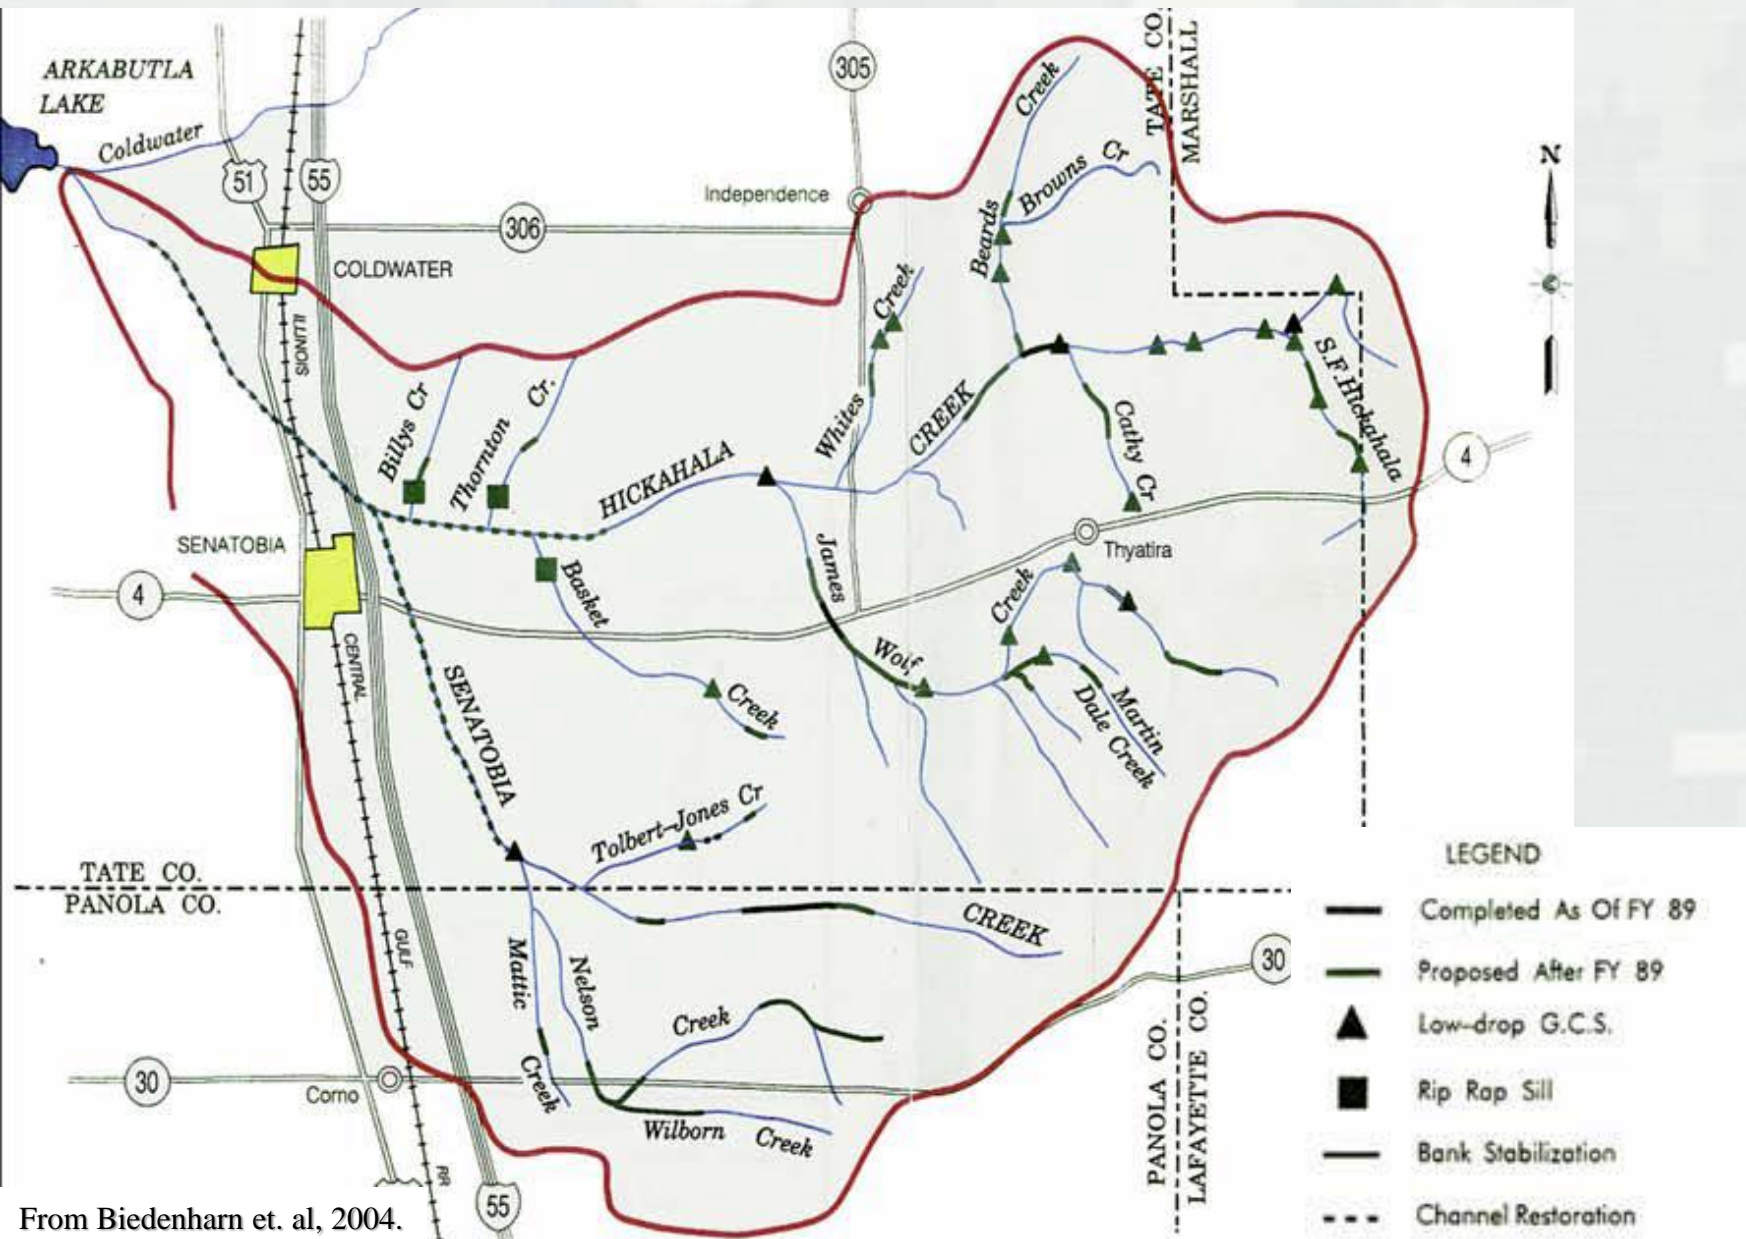 ARKABUTLA
LAKE
Coldwater
51
55
305
306
Independence
COLDWATER
ILLINOIS
TATE CO.
MARSHALL
N
Creek
Browns Cr
Beards
Creek
Whites
Billys Cr
Thornton Cr.
HICKAHALA
CREEK
Cathy Cr
S.F.Hickahala
4
SENATOBIA
4
James
Thyatira
Basket
Creek
Wolf
Creek
Martin
Dale Creek
CENTRAL
SENATOBIA
Tolbert-Jones Cr
TATE CO.
PANOLA CO.
CREEK
GULF
Mattic
Creek
Nelson
Creek
30
30
Como
Wilborn Creek
PANOLA CO.
LAFAYETTE CO.
RR
55
LEGEND
Completed As Of FY 89
Proposed After FY 89
Low-drop G.C.S.
Rip Rap Sill
Bank Stabilization
Channel Restoration
From Biedenharn et. al, 2004.